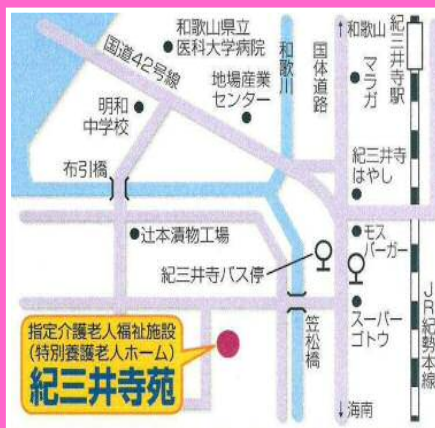 和歌山県立
医科大学病院
国道42号線
地場産業
センター
和歌川
国体道路
↑和歌山
マラガ
紀三井寺駅
明和
中学校
布引橋
紀三井寺
はやし
辻本漬物工場
モス
バーガー
紀三井寺バス停
スーパー
ゴトウ
笠松橋
JR紀勢本線
↓海南
指定介護老人福祉施設
(特別養護老人ホーム)
紀三井寺苑